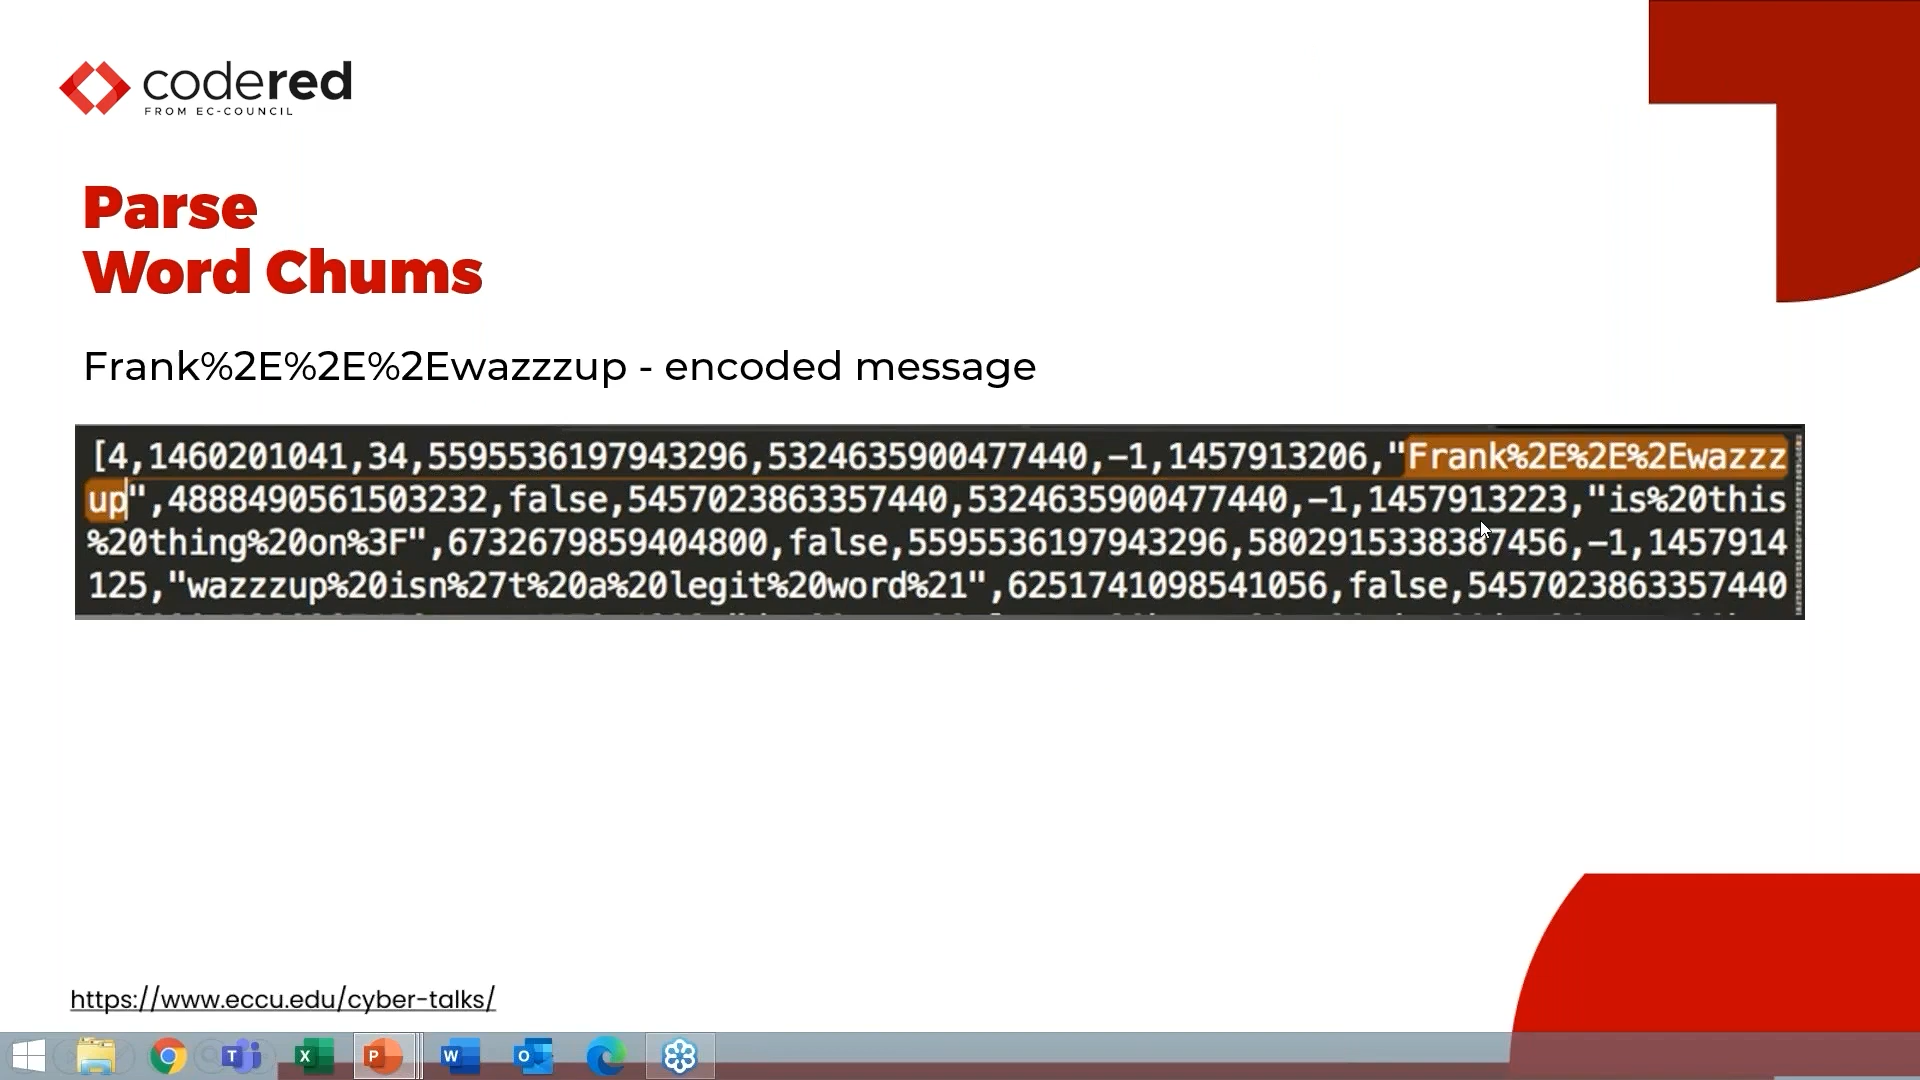 codered
FROM EC-COUNCIL
Parse
Word Chums
Frank%2E%2E%2Ewazzzup - encoded message
[4,1460201041,34,5595536197943296,5324635900477440,-1,1457913206,"Frank%2E%2E%2Ewazzz
up",4888490561503232,false,5457023863357440,5324635900477440,-1,1457913223,"is%20this
%20thing%20on%3F",6732679859404800,false,5595536197943296,5802915338387456,-1,1457914
125,"wazzzup%20isn%27t%20a%20legit%20word%21",6251741098541056,false,5457023863357440
https://www.eccu.edu/cyber-talks/